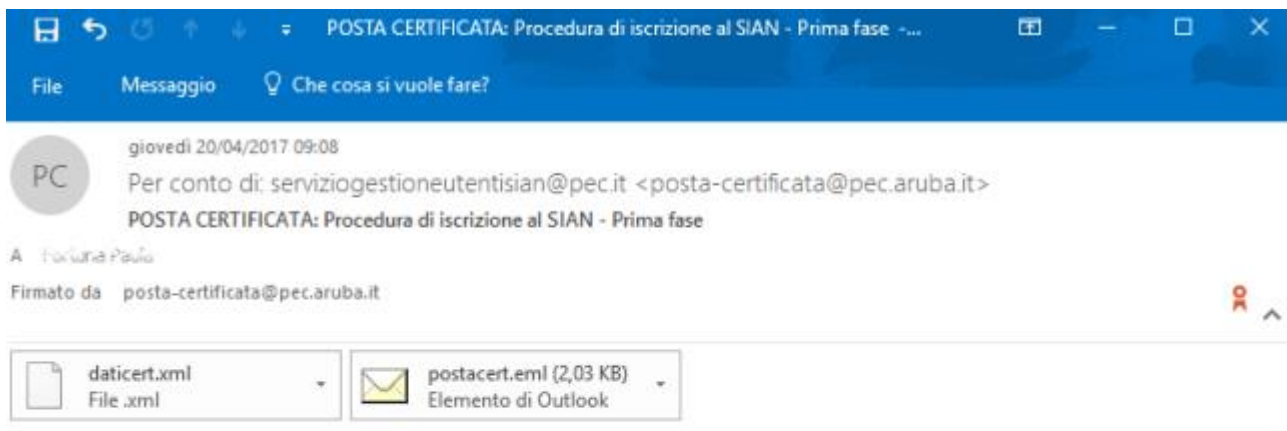 POSTA CERTIFICATA: Procedura di iscrizione al SIAN - Prima fase -...
File Messaggio Che cosa si vuole fare?
giovedì 20/04/2017 09:08
PC
Per conto di: serviziogestioneutentisian@pec.it <posta-certificata@pec.aruba.it>
POSTA CERTIFICATA: Procedura di iscrizione al SIAN - Prima fase
A
Firmato da posta-certificata@pec.aruba.it
daticert.xml
File .xml
postacert.eml (2,03 KB)
Elemento di Outlook